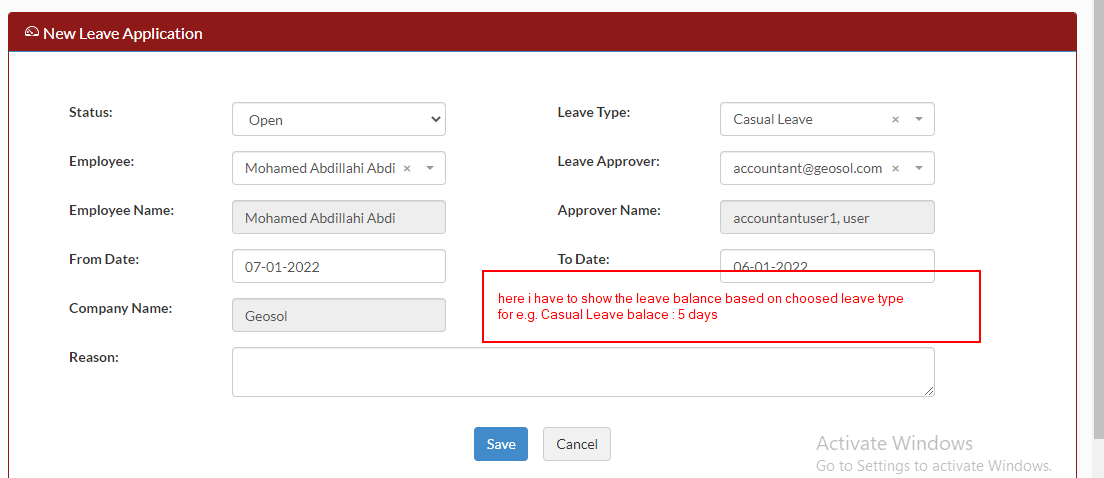 New Leave Application
Status: Open Leave Type: Casual Leave ×
Employee: Mohamed Abdillahi Abdi × Leave Approver: accountant@geosol.com ×
Employee Name: Mohamed Abdillahi Abdi Approver Name: accountantuser1, user
From Date: 07-01-2022 To Date: 06-01-2022
here i have to show the leave balance based on choosed leave type
for e.g. Casual Leave balace : 5 days
Company Name: Geosol
Reason:
Save Cancel
Activate Windows
Go to Settings to activate Windows.